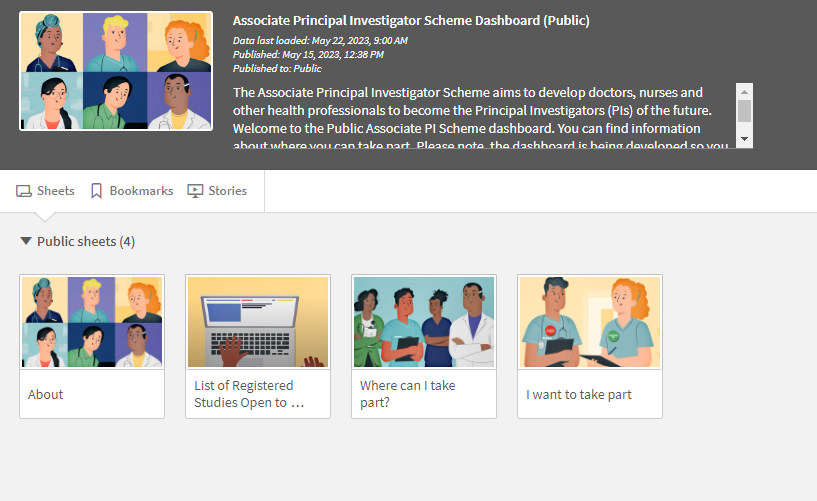 Associate Principal Investigator Scheme Dashboard (Public)
Data last loaded: May 22, 2023, 9:00 AM
Published: May 15, 2023, 12:38 PM
Published to: Public
The Associate Principal Investigator Scheme aims to develop doctors, nurses and
other health professionals to become the Principal Investigators (PIs) of the future.
Welcome to the Public Associate PI Scheme dashboard. You can find information
about where you can take part. Please note, the dashboard is being developed so you
Sheets
Bookmarks
Stories
Public sheets (4)
About
List of Registered
Studies Open to …
Where can I take
part?
I want to take part